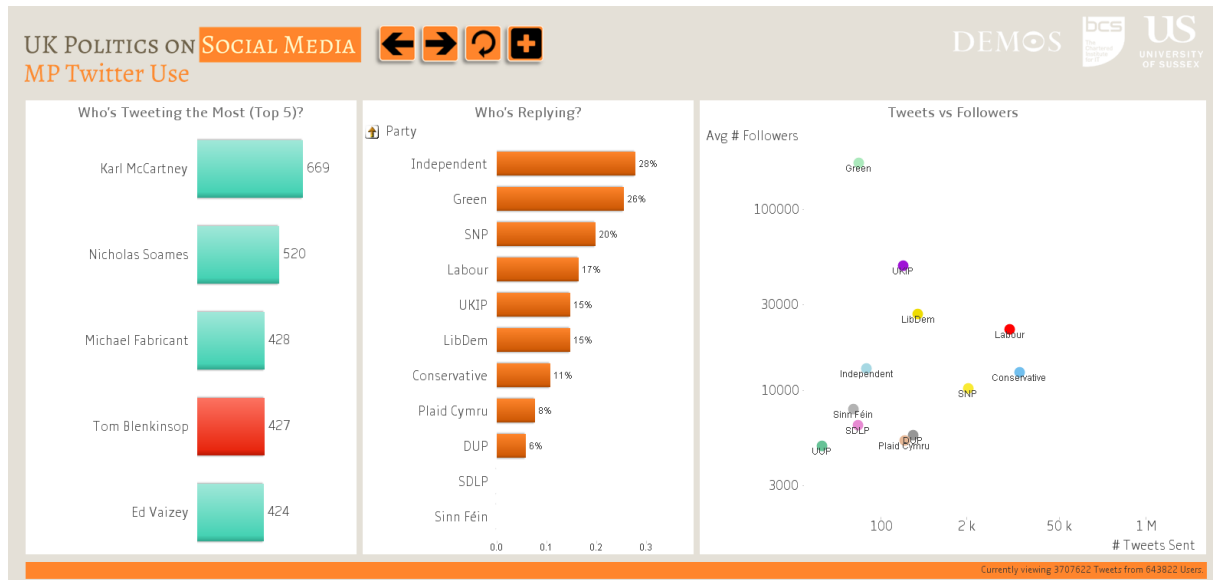 UK Politics on Social Media
MP Twitter Use
DEMOS
bcs
The Chartered Institute for IT
US
UNIVERSITY
OF SUSSEX
Who's Tweeting the Most (Top 5)?
Karl McCartney 669
Nicholas Soames 520
Michael Fabricant 428
Tom Blenkinsop 427
Ed Vaizey 424
Who's Replying?
Party
Independent 28%
Green 26%
SNP 20%
Labour 17%
UKIP 15%
LibDem 15%
Conservative 11%
Plaid Cymru 8%
DUP 6%
SDLP
Sinn Féin
0.0 0.1 0.2 0.3
Tweets vs Followers
Avg # Followers
Green
100000
UKIP
30000
LibDem
Labour
Independent
Conservative
10000
SNP
Sinn Féin
SDLP
DUP
Plaid Cymru
UUP
3000
100 2 k 50 k 1 M
# Tweets Sent
Currently viewing 3707622 Tweets from 643822 Users.